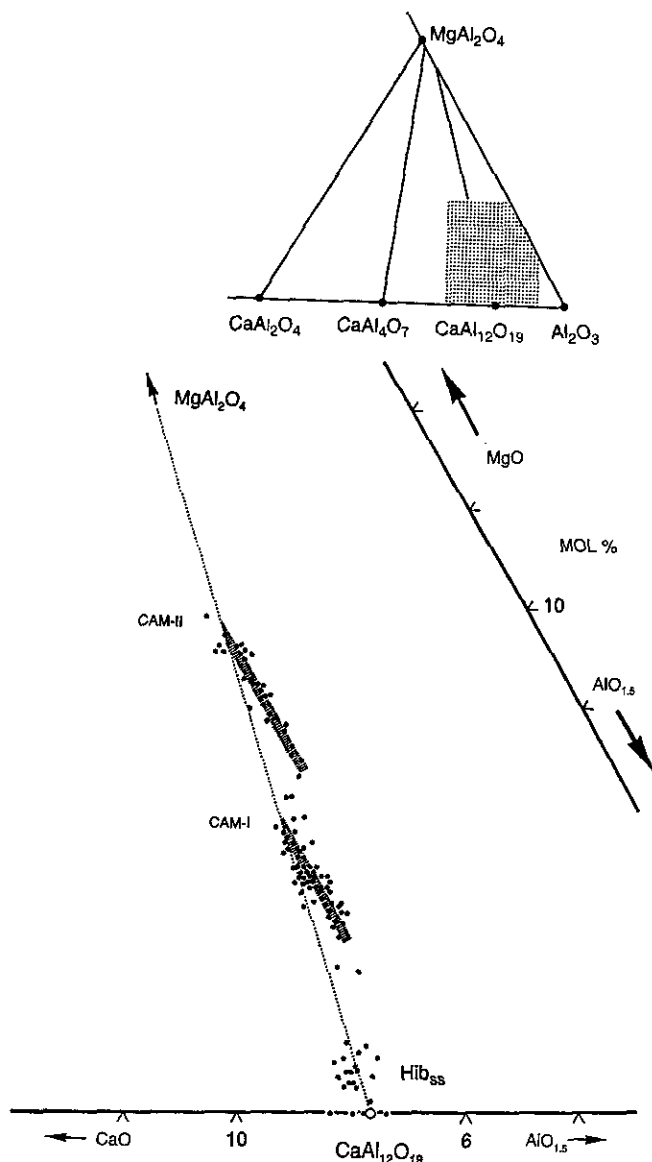 MgAl₂O₄
CaAl₂O₄ CaAl₄O₇ CaAl₁₂O₁₉ Al₂O₃
MgAl₂O₄
MgO
MOL %
10
CAM-II
AlO₁.₅
CAM-I
Hibss
CaO 10 CaAl₁₂O₁₉ 6 AlO₁.₅